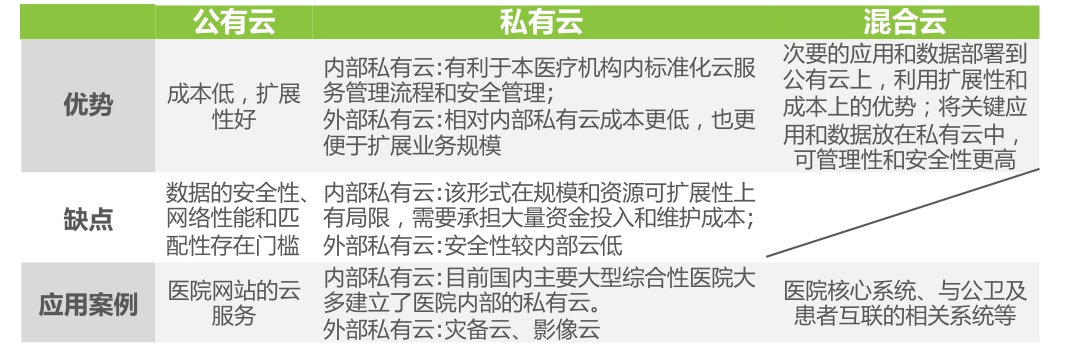 公有云
私有云
混合云
优势
成本低，扩展
性好
内部私有云:有利于本医疗机构内标准化云服
务管理流程和安全管理;
外部私有云:相对内部私有云成本更低，也更
便于扩展业务规模
次要的应用和数据部署到
公有云上，利用扩展性和
成本上的优势；将关键应
用和数据放在私有云中，
可管理性和安全性更高
缺点
数据的安全性、
网络性能和匹
配性存在门槛
内部私有云:该形式在规模和资源可扩展性上
有局限，需要承担大量资金投入和维护成本;
外部私有云:安全性较内部云低
应用案例
医院网站的云
服务
内部私有云:目前国内主要大型综合性医院大
多建立了医院内部的私有云。
外部私有云:灾备云、影像云
医院核心系统、与公卫及
患者互联的相关系统等